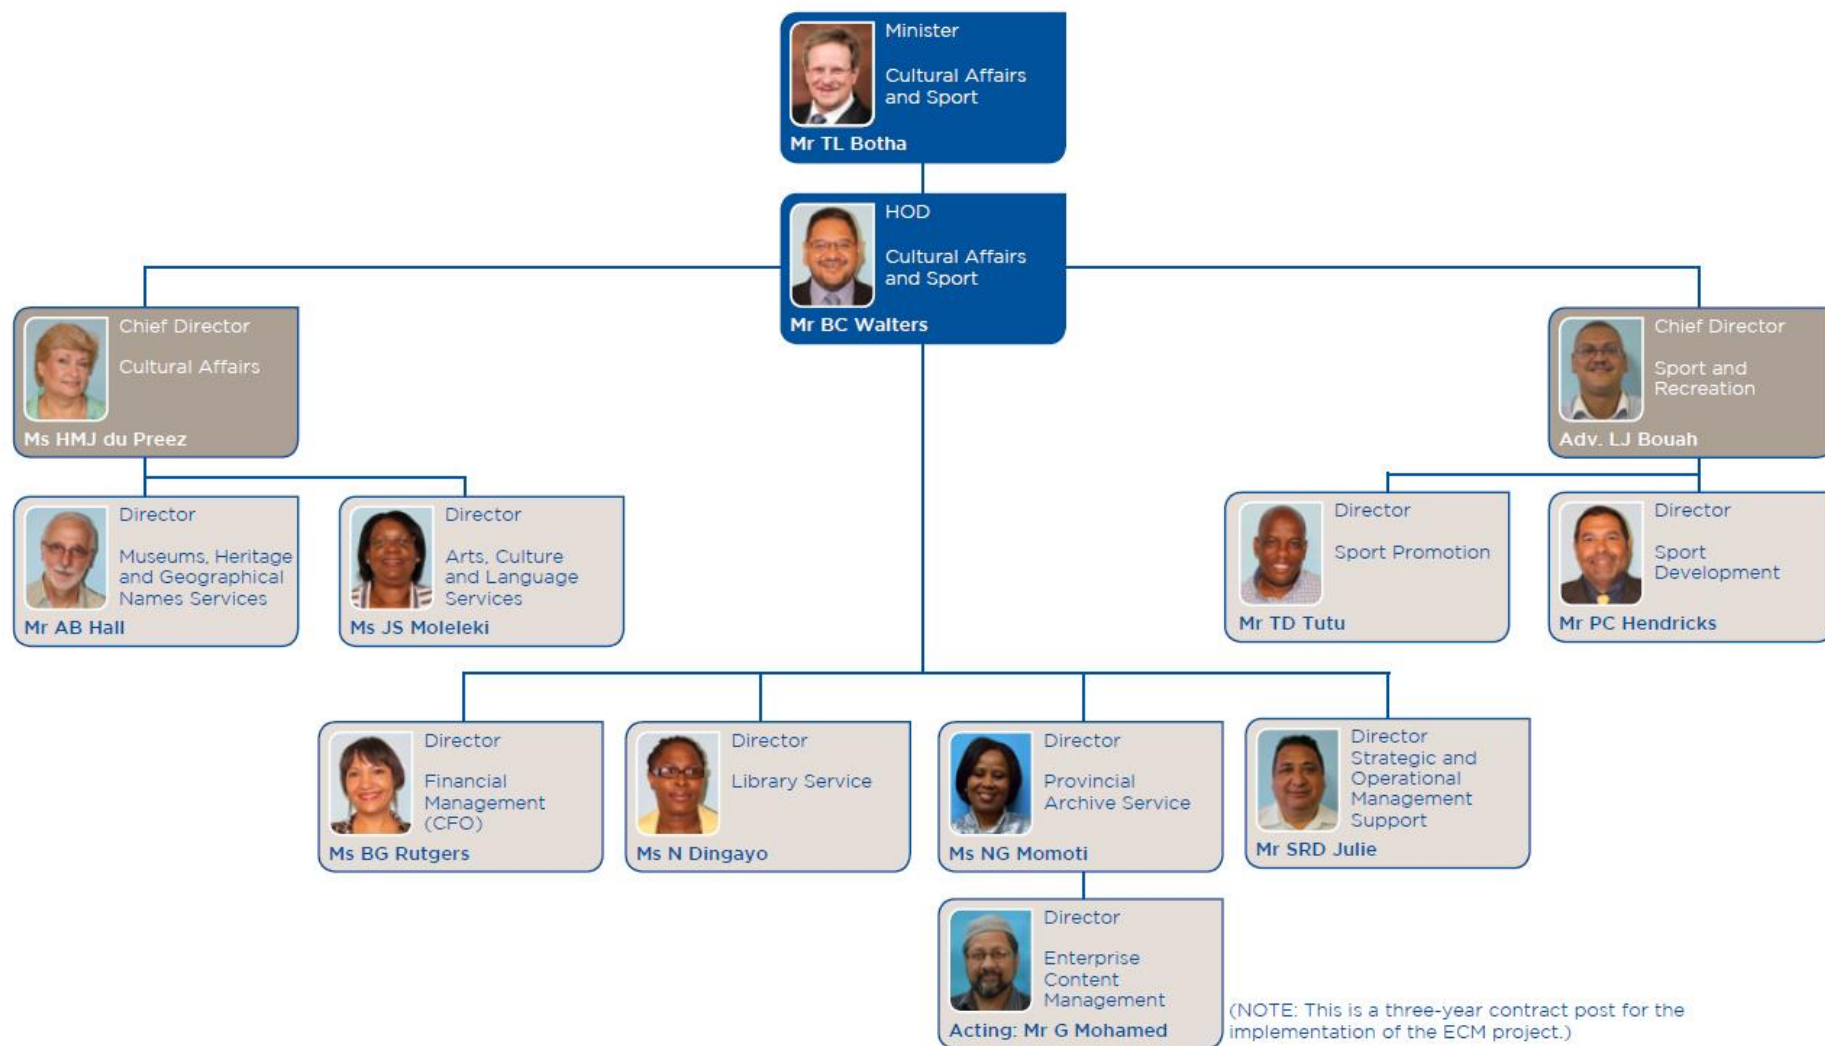 Minister
Cultural Affairs
and Sport
Mr TL Botha
HOD
Cultural Affairs
and Sport
Mr BC Walters
Chief Director
Cultural Affairs
Ms HMJ du Preez
Chief Director
Sport and
Recreation
Adv. LJ Bouah
Director
Museums, Heritage
and Geographical
Names Services
Mr AB Hall
Director
Arts, Culture
and Language
Services
Ms JS Moleleki
Director
Sport Promotion
Mr TD Tutu
Director
Sport
Development
Mr PC Hendricks
Director
Financial
Management
(CFO)
Ms BG Rutgers
Director
Library Service
Ms N Dingayo
Director
Provincial
Archive Service
Ms NG Momoti
Director
Strategic and
Operational
Management
Support
Mr SRD Julie
Director
Enterprise
Content
Management
Acting: Mr G Mohamed
(NOTE: This is a three-year contract post for the
implementation of the ECM project.)